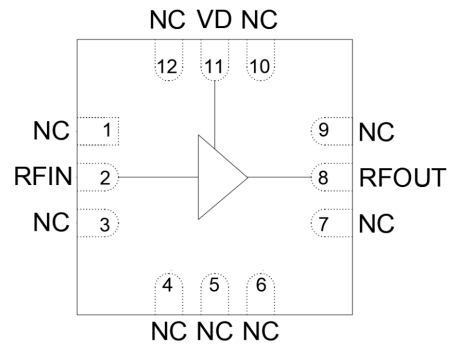 NC VD NC
12 11 10
NC 1 9 NC
RFIN 2 8 RFOUT
NC 3 7 NC
4 5 6
NC NC NC